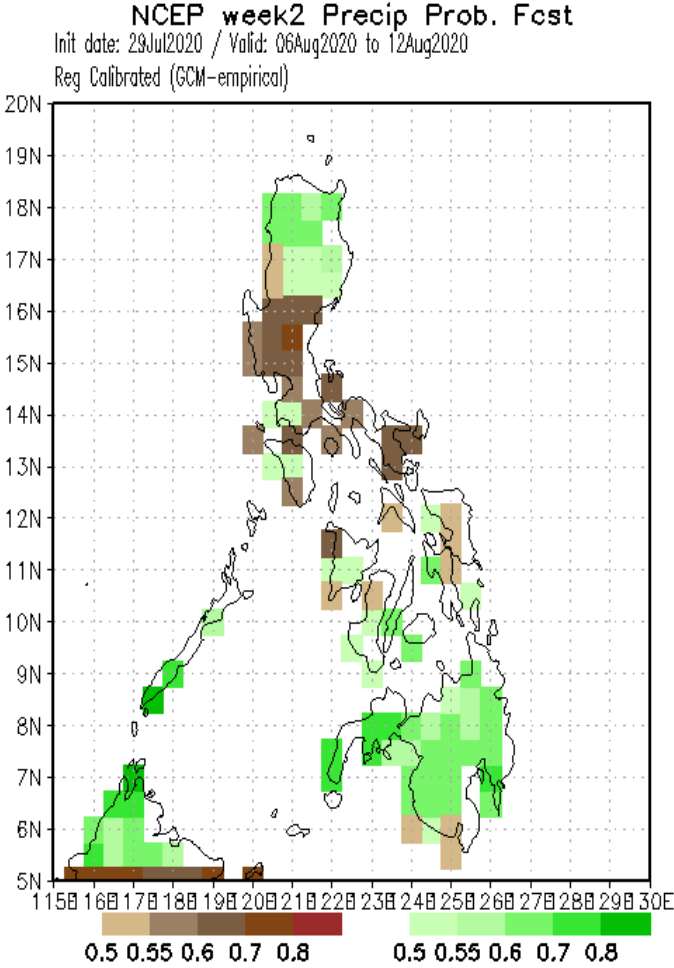 NCEP week2 Precip Prob. Fcst
Init date: 29Jul2020 / Valid: 06Aug2020 to 12Aug2020
Reg Calibrated (GCM-empirical)
20N
19N
18N
17N
16N
15N
14N
13N
12N
11N
10N
9N
8N
7N
6N
5N
115E 116E 117E 118E 119E 120E 121E 122E 123E 124E 125E 126E 127E 128E 129E 130E
0.5 0.55 0.6 0.7 0.8 0.5 0.55 0.6 0.7 0.8